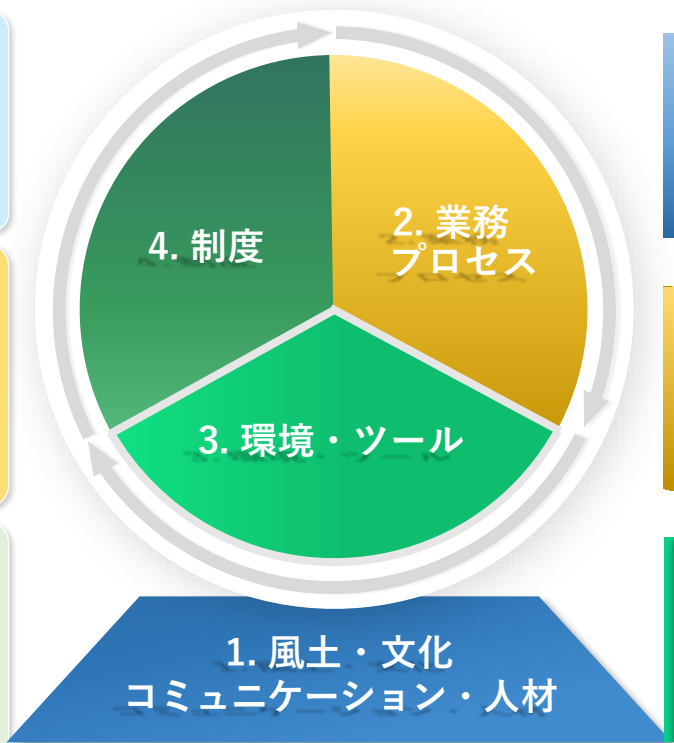 4. 制度
2. 業務
プロセス
3. 環境・ツール
1. 風土・文化
コミュニケーション・人材